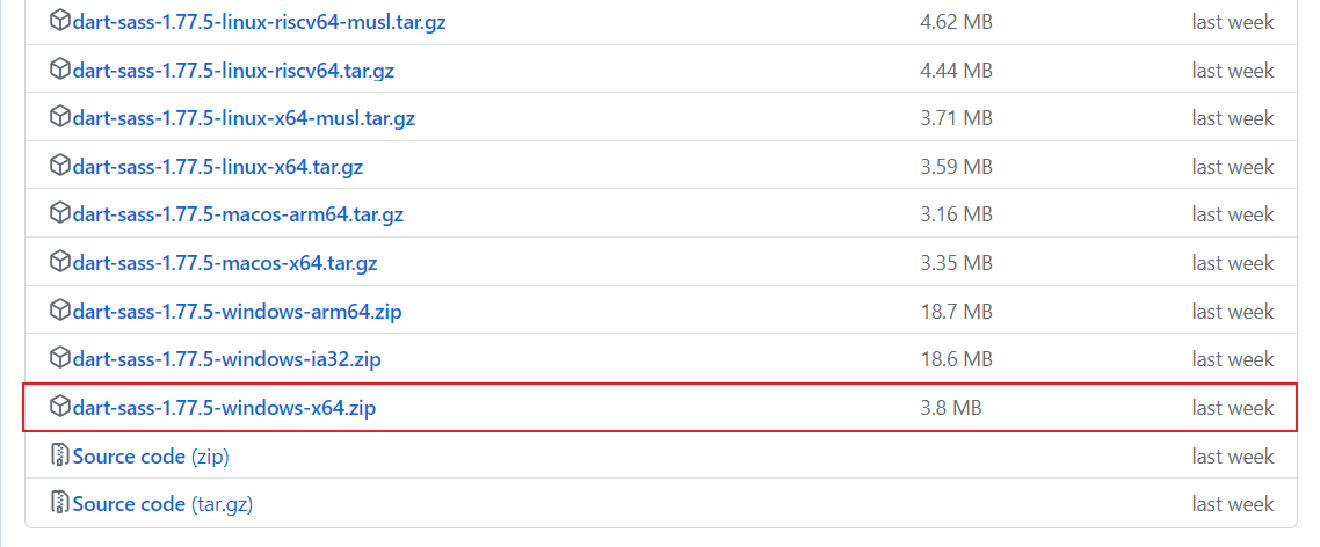 dart-sass-1.77.5-linux-riscv64-musl.tar.gz 4.62 MB last week
dart-sass-1.77.5-linux-riscv64.tar.gz 4.44 MB last week
dart-sass-1.77.5-linux-x64-musl.tar.gz 3.71 MB last week
dart-sass-1.77.5-linux-x64.tar.gz 3.59 MB last week
dart-sass-1.77.5-macos-arm64.tar.gz 3.16 MB last week
dart-sass-1.77.5-macos-x64.tar.gz 3.35 MB last week
dart-sass-1.77.5-windows-arm64.zip 18.7 MB last week
dart-sass-1.77.5-windows-ia32.zip 18.6 MB last week
dart-sass-1.77.5-windows-x64.zip 3.8 MB last week
Source code (zip) last week
Source code (tar.gz) last week